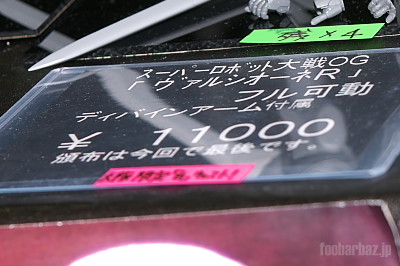 残×4
スーパーロボット大戦OG
「ヴァルシオーネR」
フル可動
ディバインアーム付属
¥ 11000
頒布は今回で最後です。
foobarbaz.jp